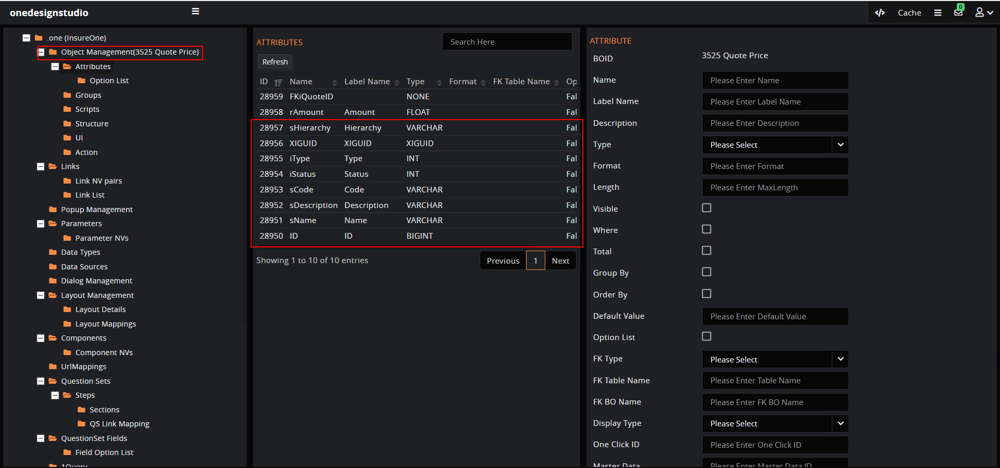 onedesignstudio
Cache
0
.one (InsureOne)
Object Management(3525 Quote Price)
Attributes
Option List
Groups
Scripts
Structure
UI
Action
Links
Link NV pairs
Link List
Popup Management
Parameters
Parameter NVs
Data Types
Data Sources
Dialog Management
Layout Management
Layout Details
Layout Mappings
Components
Component NVs
UrlMappings
Question Sets
Steps
Sections
QS Link Mapping
QuestionSet Fields
Field Option List
1Query
ATTRIBUTES
Search Here
Refresh
ID Name Label Name Type Format FK Table Name Op
28959 FKiQuoteID NONE Fal
28958 rAmount Amount FLOAT Fal
28957 sHierarchy Hierarchy VARCHAR Fal
28956 XIGUID XIGUID XIGUID Fal
28955 iType Type INT Fal
28954 iStatus Status INT Fal
28953 sCode Code VARCHAR Fal
28952 sDescription Description VARCHAR Fal
28951 sName Name VARCHAR Fal
28950 ID ID BIGINT Fal
Showing 1 to 10 of 10 entries
Previous 1 Next
ATTRIBUTE
BOID 3525 Quote Price
Name Please Enter Name
Label Name Please Enter Label Name
Description Please Enter Description
Type Please Select
Format Please Enter Format
Length Please Enter MaxLength
Visible
Where
Total
Group By
Order By
Default Value Please Enter Default Value
Option List
FK Type Please Select
FK Table Name Please Enter Table Name
FK BO Name Please Enter FK BO Name
Display Type Please Select
One Click ID Please Enter One Click ID
Master Data Please Enter Master Data ID